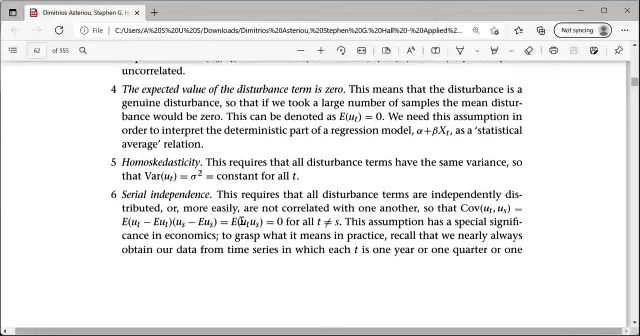 Dimitrios Asteriou, Stephen G. H
File | C:/Users/A%20S%20U%20S/Downloads/Dimitrios%20Asteriou,%20Stephen%20G.%20Hall%20-%20Applied%2...
Not syncing
62 of 555
uncorrelated.
4 The expected value of the disturbance term is zero. This means that the disturbance is a
genuine disturbance, so that if we took a large number of samples the mean distur-
bance would be zero. This can be denoted as E(uₜ) = 0. We need this assumption in
order to interpret the deterministic part of a regression model, α+βXₜ, as a ‘statistical
average’ relation.
5 Homoskedasticity. This requires that all disturbance terms have the same variance, so
that Var(uₜ) = σ² = constant for all t.
6 Serial independence. This requires that all disturbance terms are independently dis-
tributed, or, more easily, are not correlated with one another, so that Cov(uₜ, uₛ) =
E(uₜ − Euₜ)(uₛ − Euₛ) = E(uₜuₛ) = 0 for all t ≠ s. This assumption has a special signifi-
cance in economics; to grasp what it means in practice, recall that we nearly always
obtain our data from time series in which each t is one year or one quarter or one